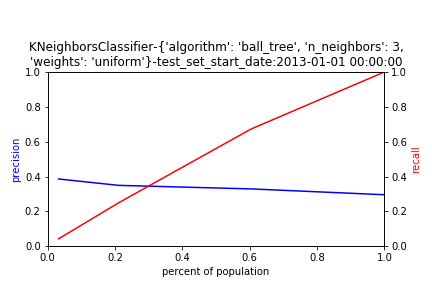 KNeighborsClassifier-{'algorithm': 'ball_tree', 'n_neighbors': 3,
'weights': 'uniform'}-test_set_start_date:2013-01-01 00:00:00
1.0
0.8
0.6
0.4
0.2
0.0
precision
1.0
0.8
0.6
0.4
0.2
0.0
recall
0.0 0.2 0.4 0.6 0.8 1.0
percent of population